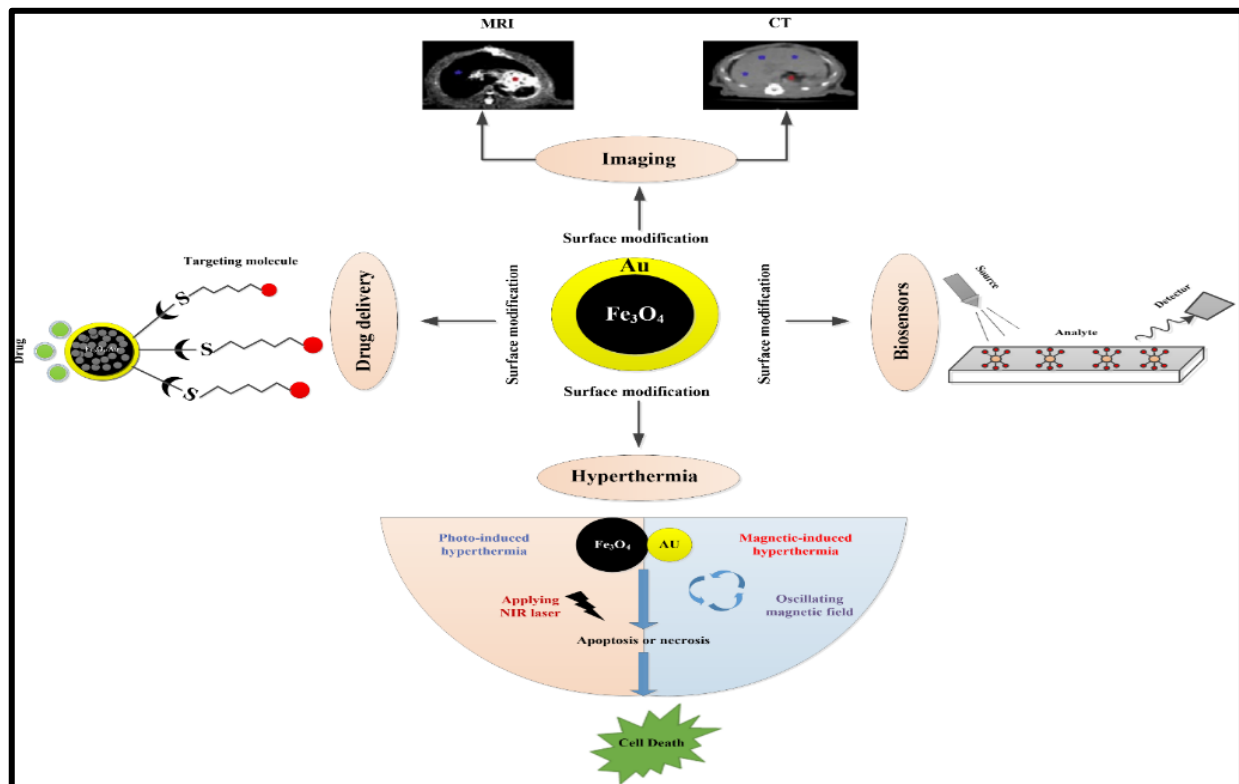 MRI
CT
Imaging
Surface modification
Au
Fe₃O₄
Surface modification
Surface modification
Surface modification
Drug delivery
Targeting molecule
S
S
S
Drug
Biosensors
Source
Detector
Analyte
Hyperthermia
Photo-induced
hyperthermia
Fe₃O₄
AU
Magnetic-induced
hyperthermia
Applying
NIR laser
Oscillating
magnetic field
Apoptosis or necrosis
Cell Death